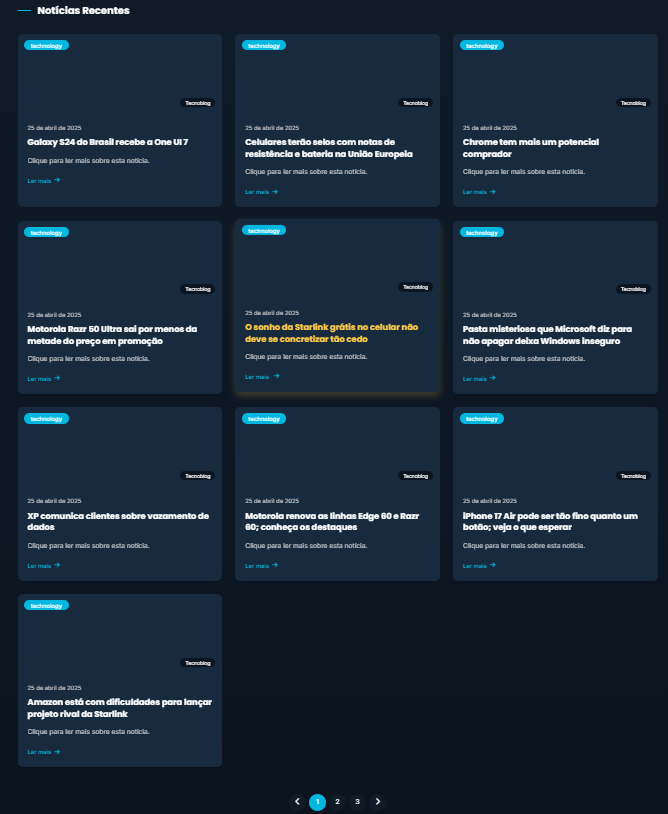 Notícias Recentes
technology
Tecnoblog
25 de abril de 2025
Galaxy S24 do Brasil recebe a One UI 7
Clique para ler mais sobre esta notícia.
Ler mais →
technology
Tecnoblog
25 de abril de 2025
Celulares terão selos com notas de
resistência e bateria na União Europeia
Clique para ler mais sobre esta notícia.
Ler mais →
technology
Tecnoblog
25 de abril de 2025
Chrome tem mais um potencial
comprador
Clique para ler mais sobre esta notícia.
Ler mais →
technology
Tecnoblog
25 de abril de 2025
Motorola Razr 50 Ultra sai por menos da
metade do preço em promoção
Clique para ler mais sobre esta notícia.
Ler mais →
technology
Tecnoblog
25 de abril de 2025
O sonho da Starlink grátis no celular não
deve se concretizar tão cedo
Clique para ler mais sobre esta notícia.
Ler mais →
technology
Tecnoblog
25 de abril de 2025
Pasta misteriosa que Microsoft diz para
não apagar deixa Windows inseguro
Clique para ler mais sobre esta notícia.
Ler mais →
technology
Tecnoblog
25 de abril de 2025
XP comunica clientes sobre vazamento de
dados
Clique para ler mais sobre esta notícia.
Ler mais →
technology
Tecnoblog
25 de abril de 2025
Motorola renova as linhas Edge 60 e Razr
60; conheça os destaques
Clique para ler mais sobre esta notícia.
Ler mais →
technology
Tecnoblog
25 de abril de 2025
iPhone 17 Air pode ser tão fino quanto um
botão; veja o que esperar
Clique para ler mais sobre esta notícia.
Ler mais →
technology
Tecnoblog
25 de abril de 2025
Amazon está com dificuldades para lançar
projeto rival da Starlink
Clique para ler mais sobre esta notícia.
Ler mais →
1 2 3